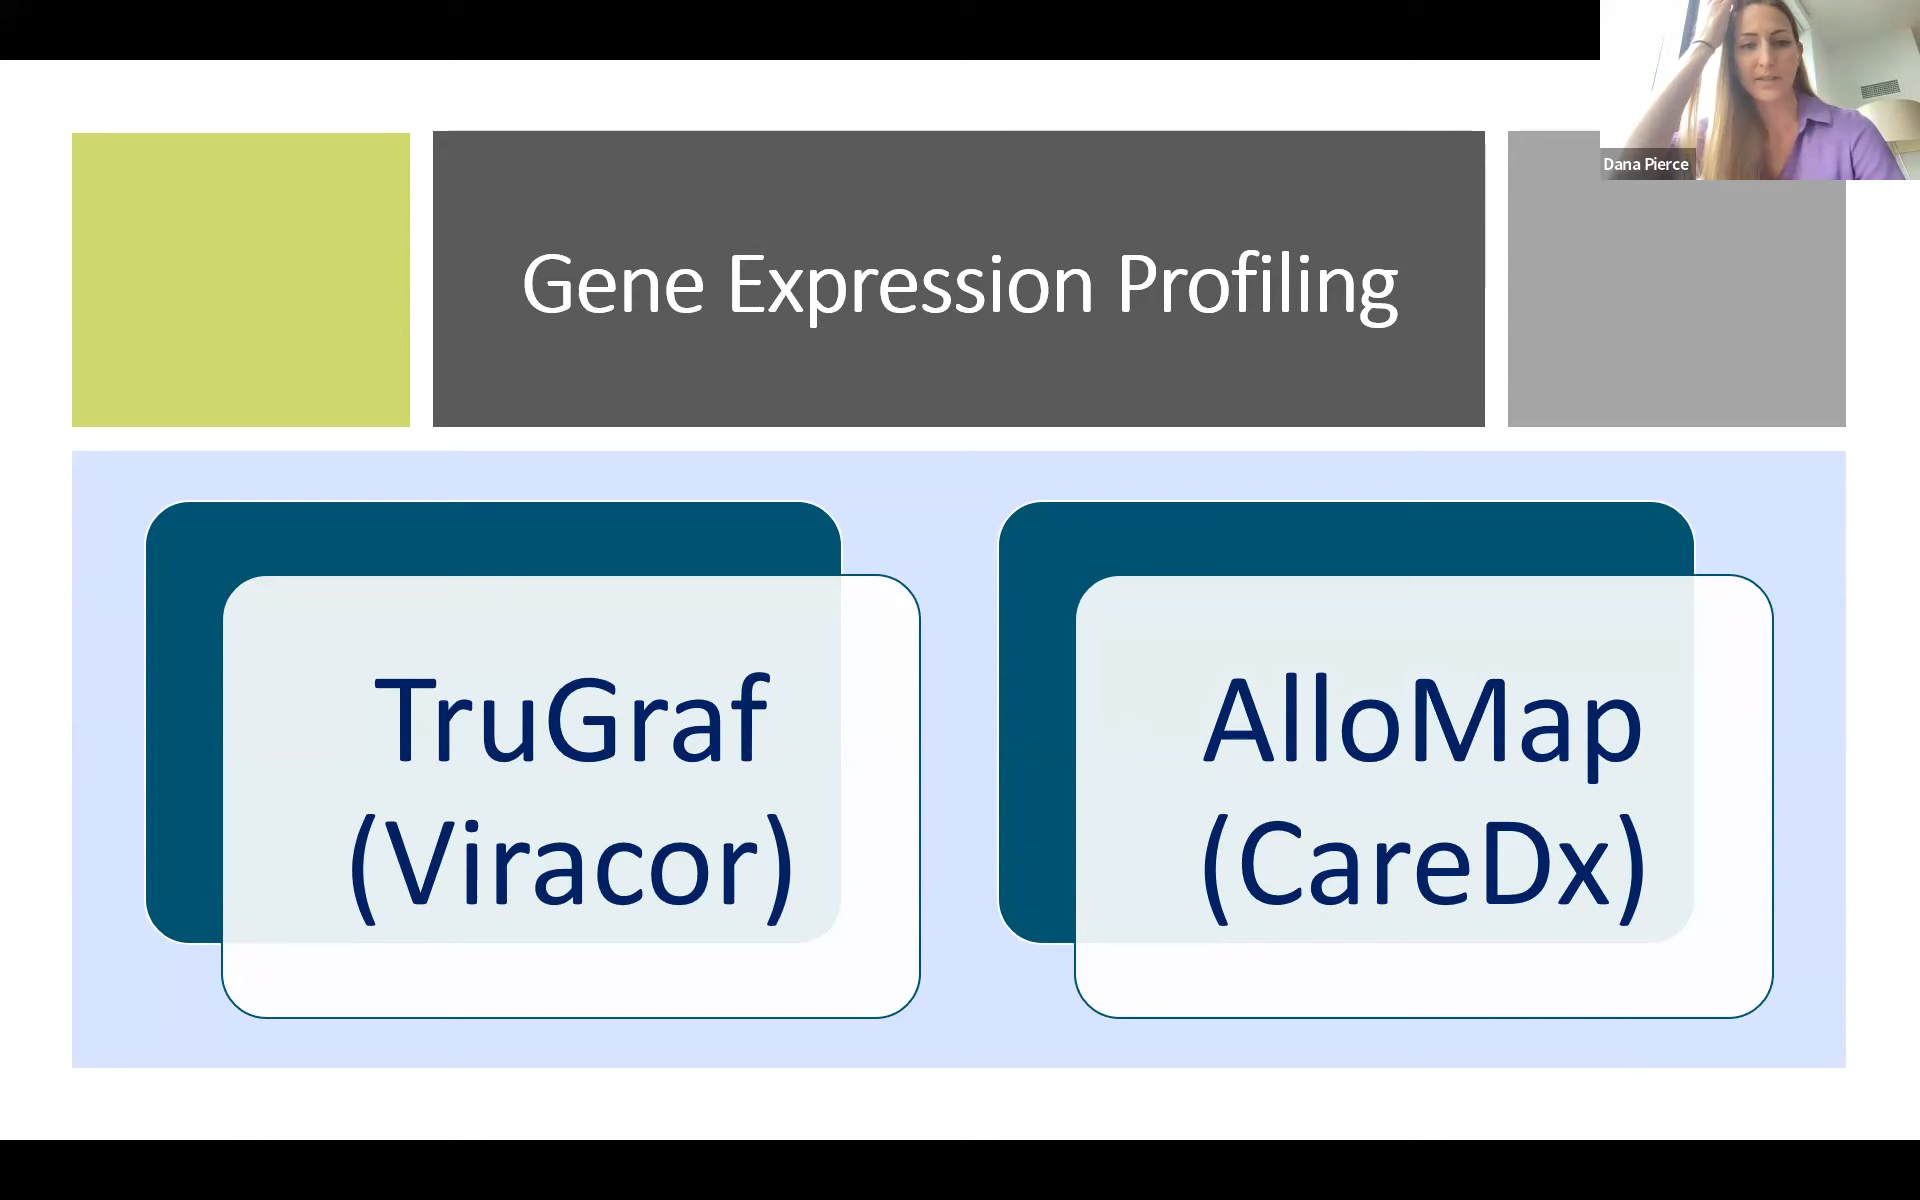 Dana Pierce
Gene Expression Profiling
TruGraf
(Viracor)
AlloMap
(CareDx)